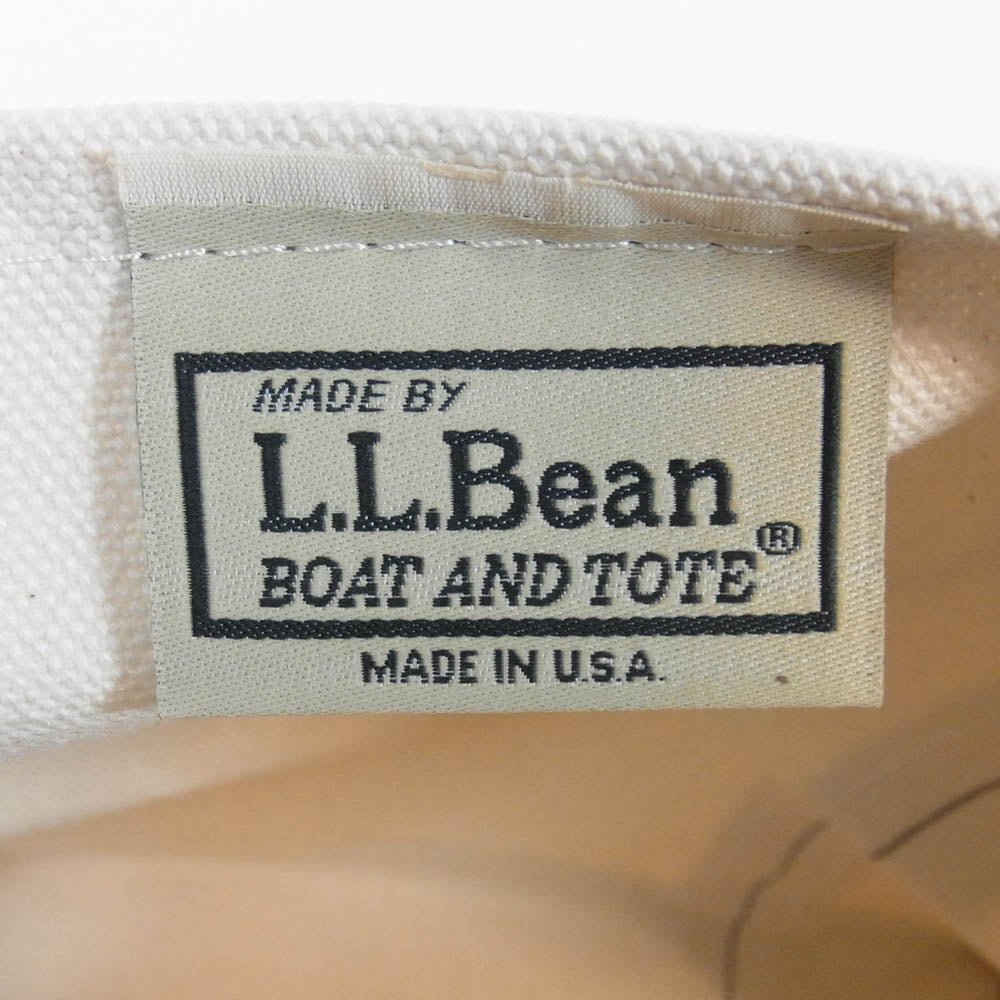 MADE BY
L.L.Bean
BOAT AND TOTE®
MADE IN U.S.A.